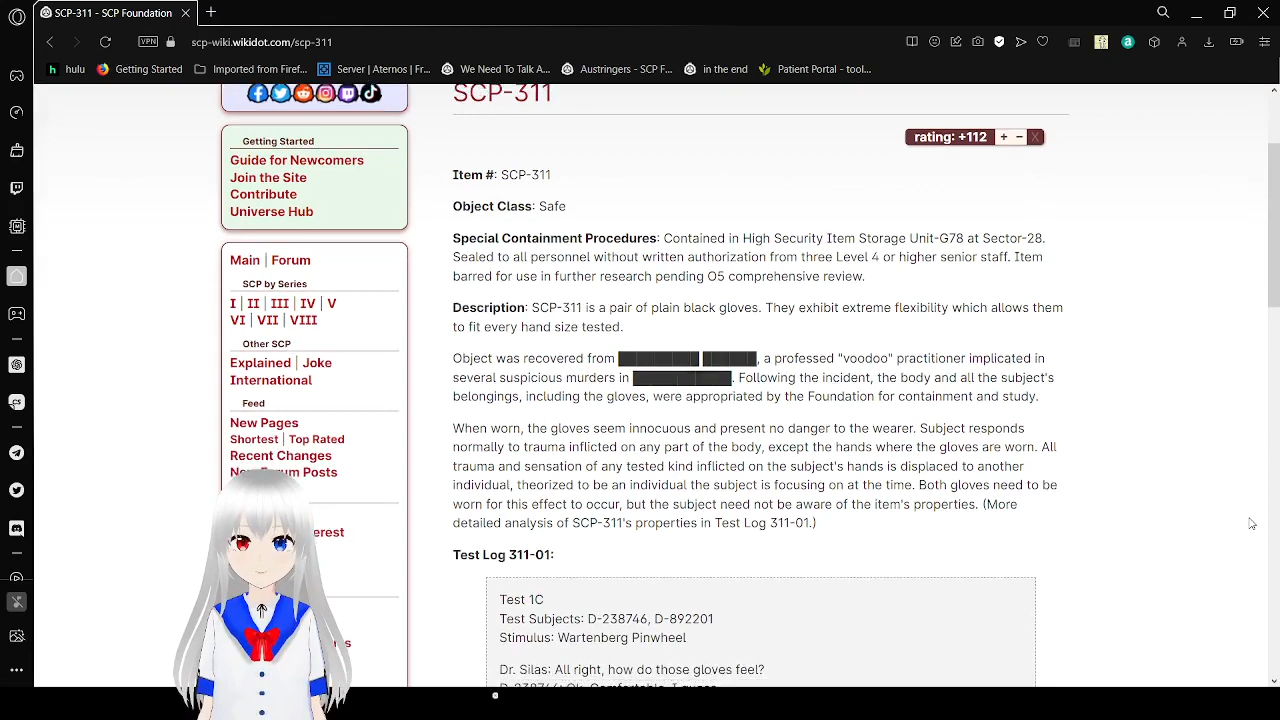 SCP-311 - SCP Foundation
VPN
scp-wiki.wikidot.com/scp-311
hulu
Getting Started
Imported from Firef...
Server | Aternos | Fr...
We Need To Talk A...
Austringers - SCP F...
in the end
Patient Portal - tool...
SCP-311
rating: +112 + − X
Getting Started
Guide for Newcomers
Join the Site
Contribute
Universe Hub
Main | Forum
SCP by Series
I | II | III | IV | V
VI | VII | VIII
Other SCP
Explained | Joke
International
Feed
New Pages
Shortest | Top Rated
Recent Changes
Forum Posts
Item #: SCP-311
Object Class: Safe
Special Containment Procedures: Contained in High Security Item Storage Unit-G78 at Sector-28.
Sealed to all personnel without written authorization from three Level 4 or higher senior staff. Item
barred for use in further research pending O5 comprehensive review.
Description: SCP-311 is a pair of plain black gloves. They exhibit extreme flexibility which allows them
to fit every hand size tested.
Object was recovered from █████████ ██████, a professed "voodoo" practitioner implicated in
several suspicious murders in ███████████. Following the incident, the body and all the subject's
belongings, including the gloves, were appropriated by the Foundation for containment and study.
When worn, the gloves seem innocuous and present no danger to the wearer. Subject responds
normally to trauma inflicted on any part of the body, except the hands where the gloves are worn. All
trauma and sensation of any tested kind inflicted on the subject's hands is displaced to another
individual, theorized to be an individual the subject is focusing on at the time. Both gloves need to be
worn for this effect to occur, but the subject need not be aware of the item's properties. (More
detailed analysis of SCP-311's properties in Test Log 311-01.)
Test Log 311-01:
Test 1C
Test Subjects: D-238746, D-892201
Stimulus: Wartenberg Pinwheel
Dr. Silas: All right, how do those gloves feel?
D-238746: Ok. Comfortable, I guess.